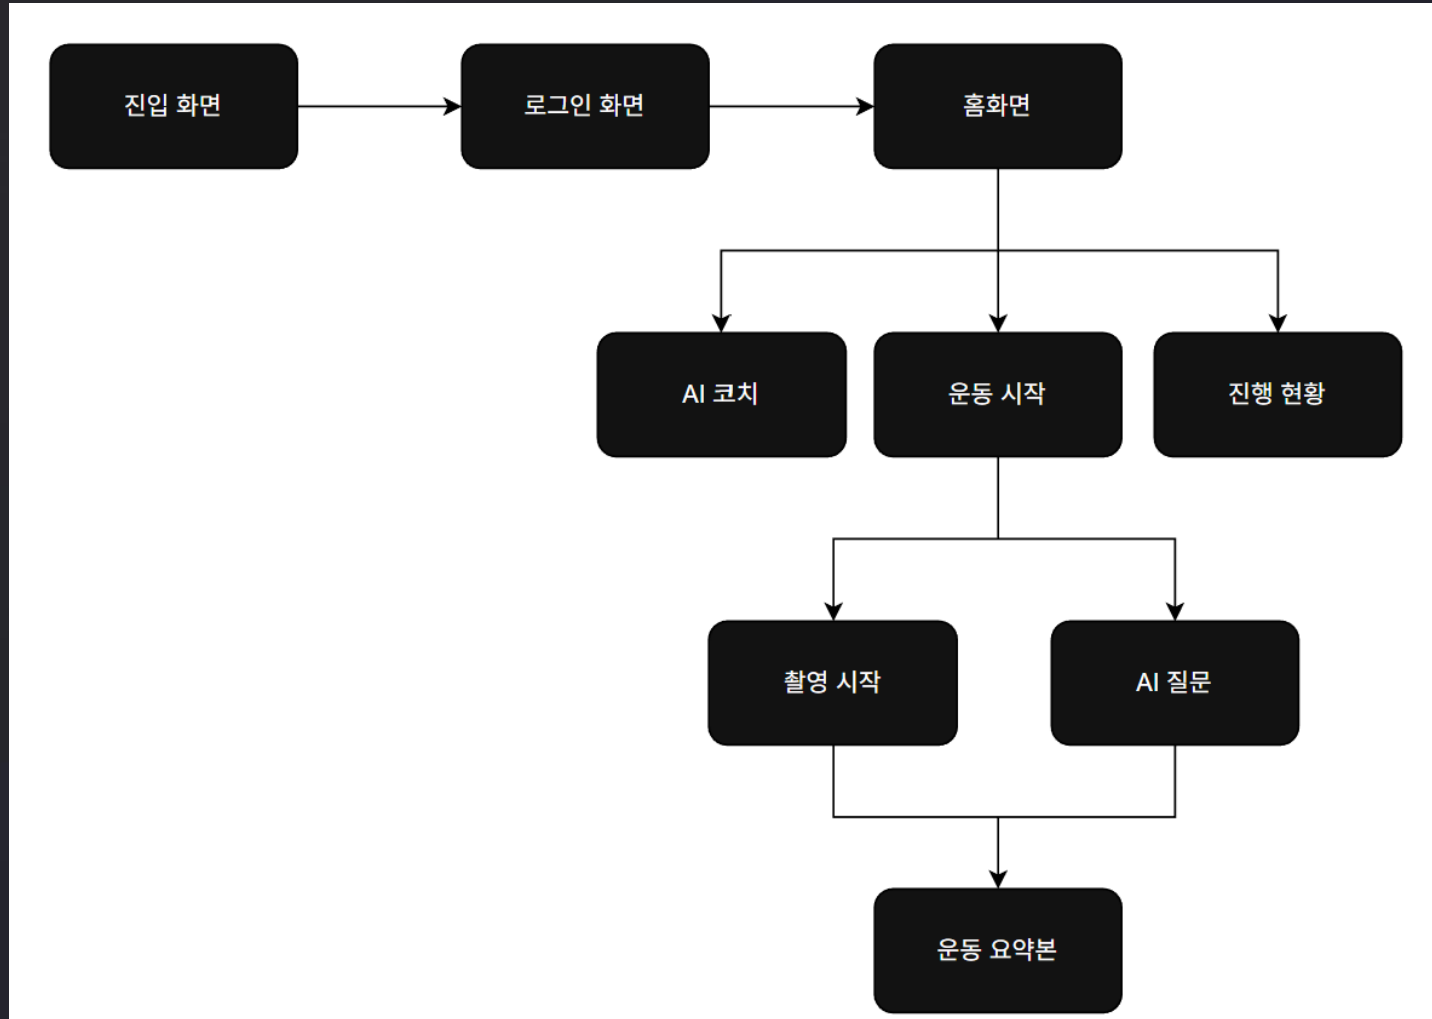 진입 화면
로그인 화면
홈화면
AI 코치
운동 시작
진행 현황
촬영 시작
AI 질문
운동 요약본